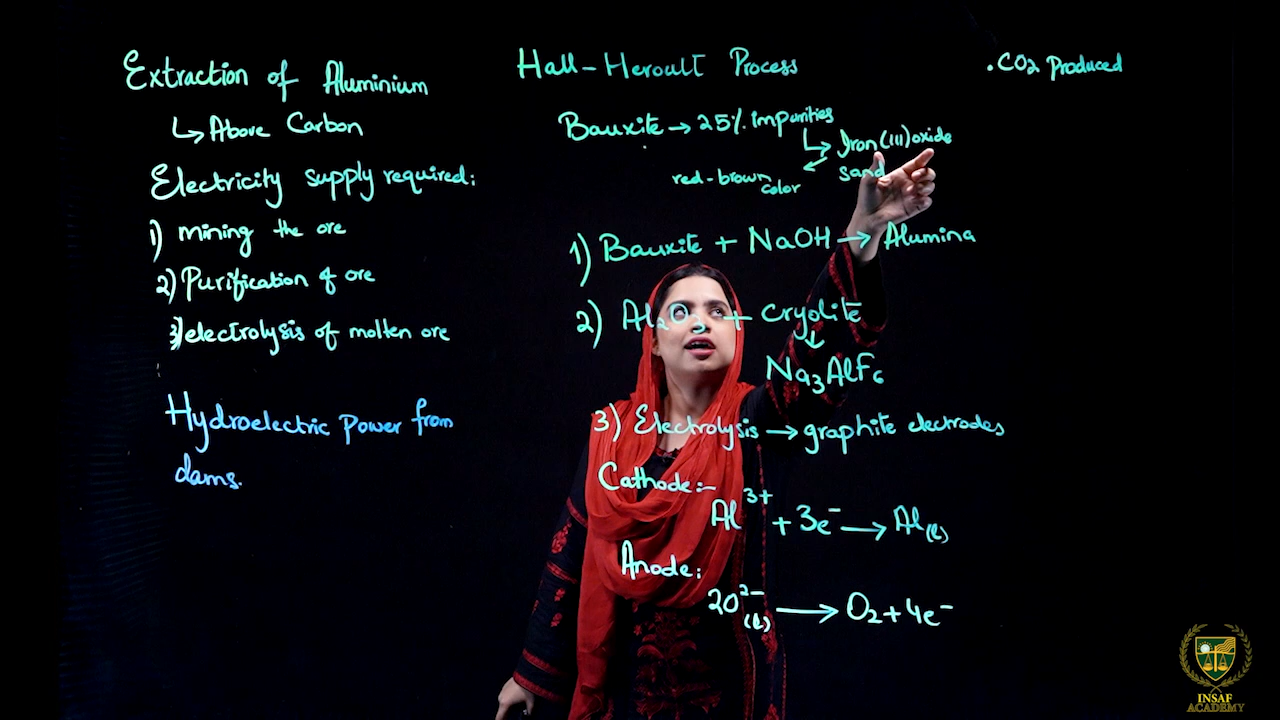 Extraction of Aluminium
↳ Above Carbon
Electricity supply required:
1) mining the ore
2) Purification of ore
3) electrolysis of molten ore
Hydroelectric Power from
dams.
Hall-Heroult Process
Bauxite → 25% impurities
↳ Iron(III)oxide
sand
red-brown
color
1) Bauxite + NaOH → Alumina
2) Al₂O₃ + cryolite
↓
Na₃AlF₆
3) Electrolysis → graphite electrodes
Cathode:-
Al³⁺ + 3e⁻ → Al(l)
Anode:
2O²⁻(l) → O₂ + 4e⁻
. CO₂ Produced
INSAF
ACADEMY